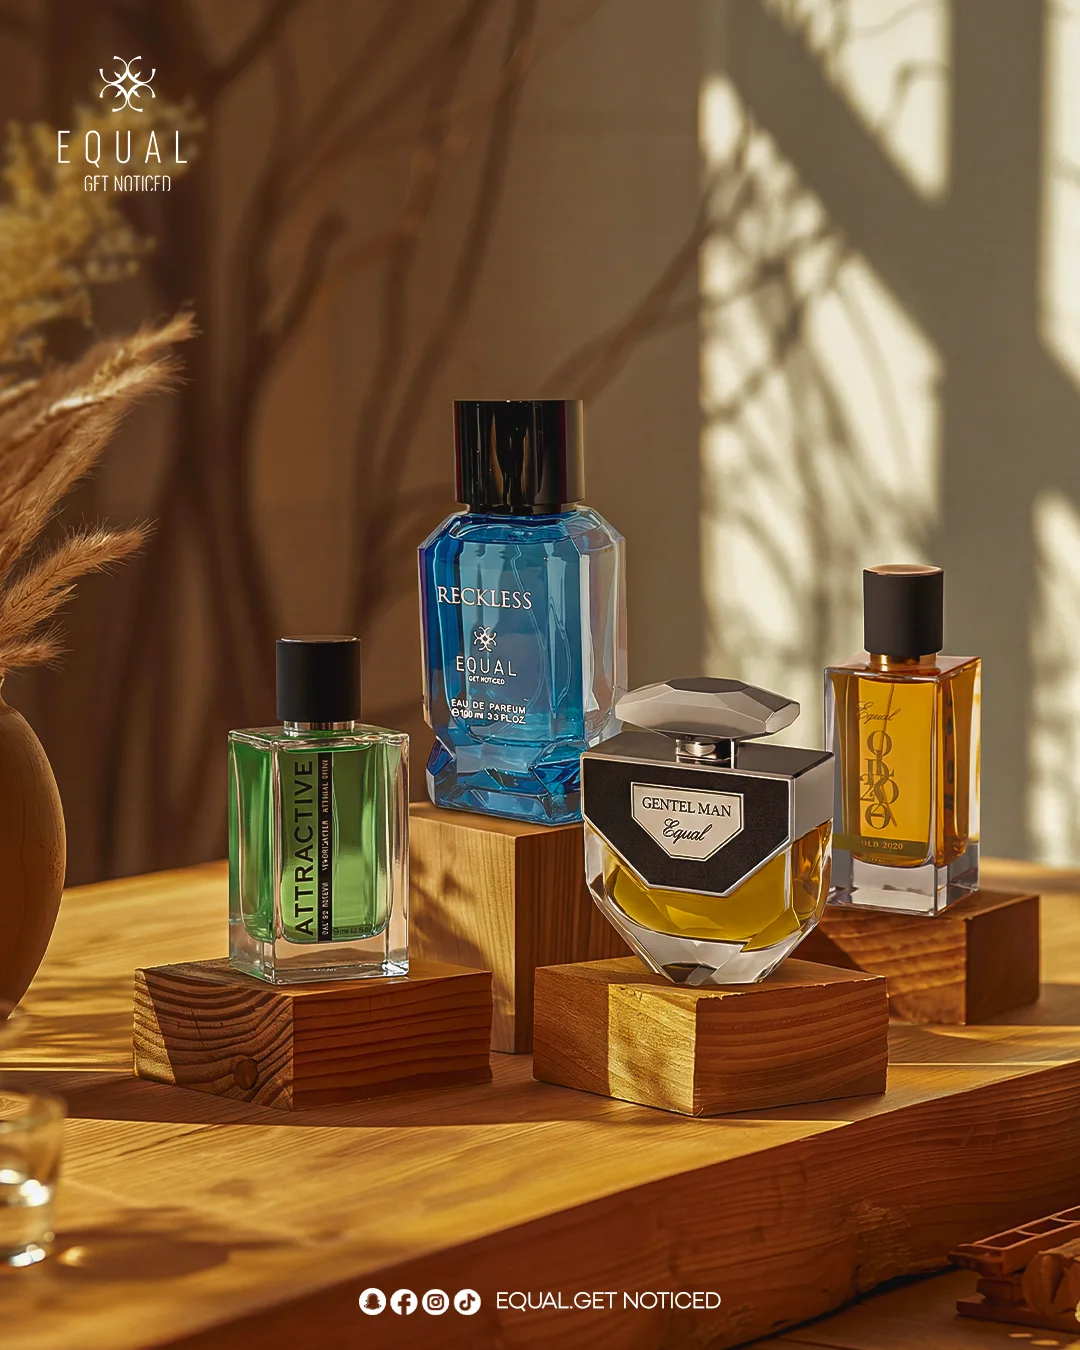 EQUAL
GET NOTICED
RECKLESS
EQUAL
GET NOTICED
EAU DE PAREUM
℮100 ml 3.3 FL.OZ.
ATTRACTIVE
GENTEL MAN
Equal
Equal
OLD 2020
EQUAL.GET NOTICED